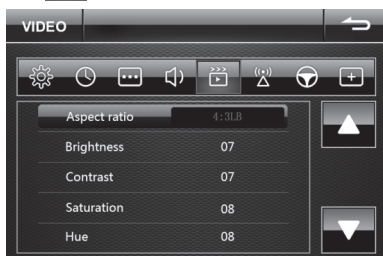 VIDEO
Aspect ratio 4:3LB
Brightness 07
Contrast 07
Saturation 08
Hue 08